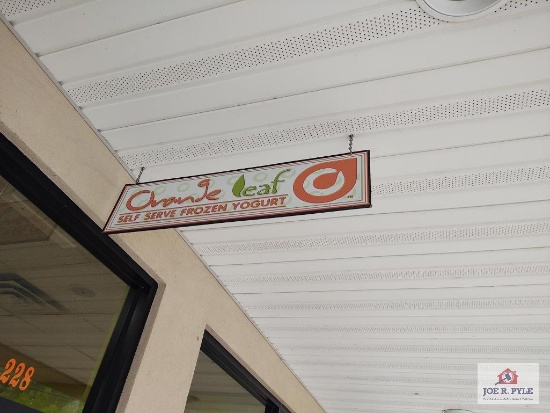 Orange Leaf
SELF SERVE FROZEN YOGURT
228
JOE R. PYLE